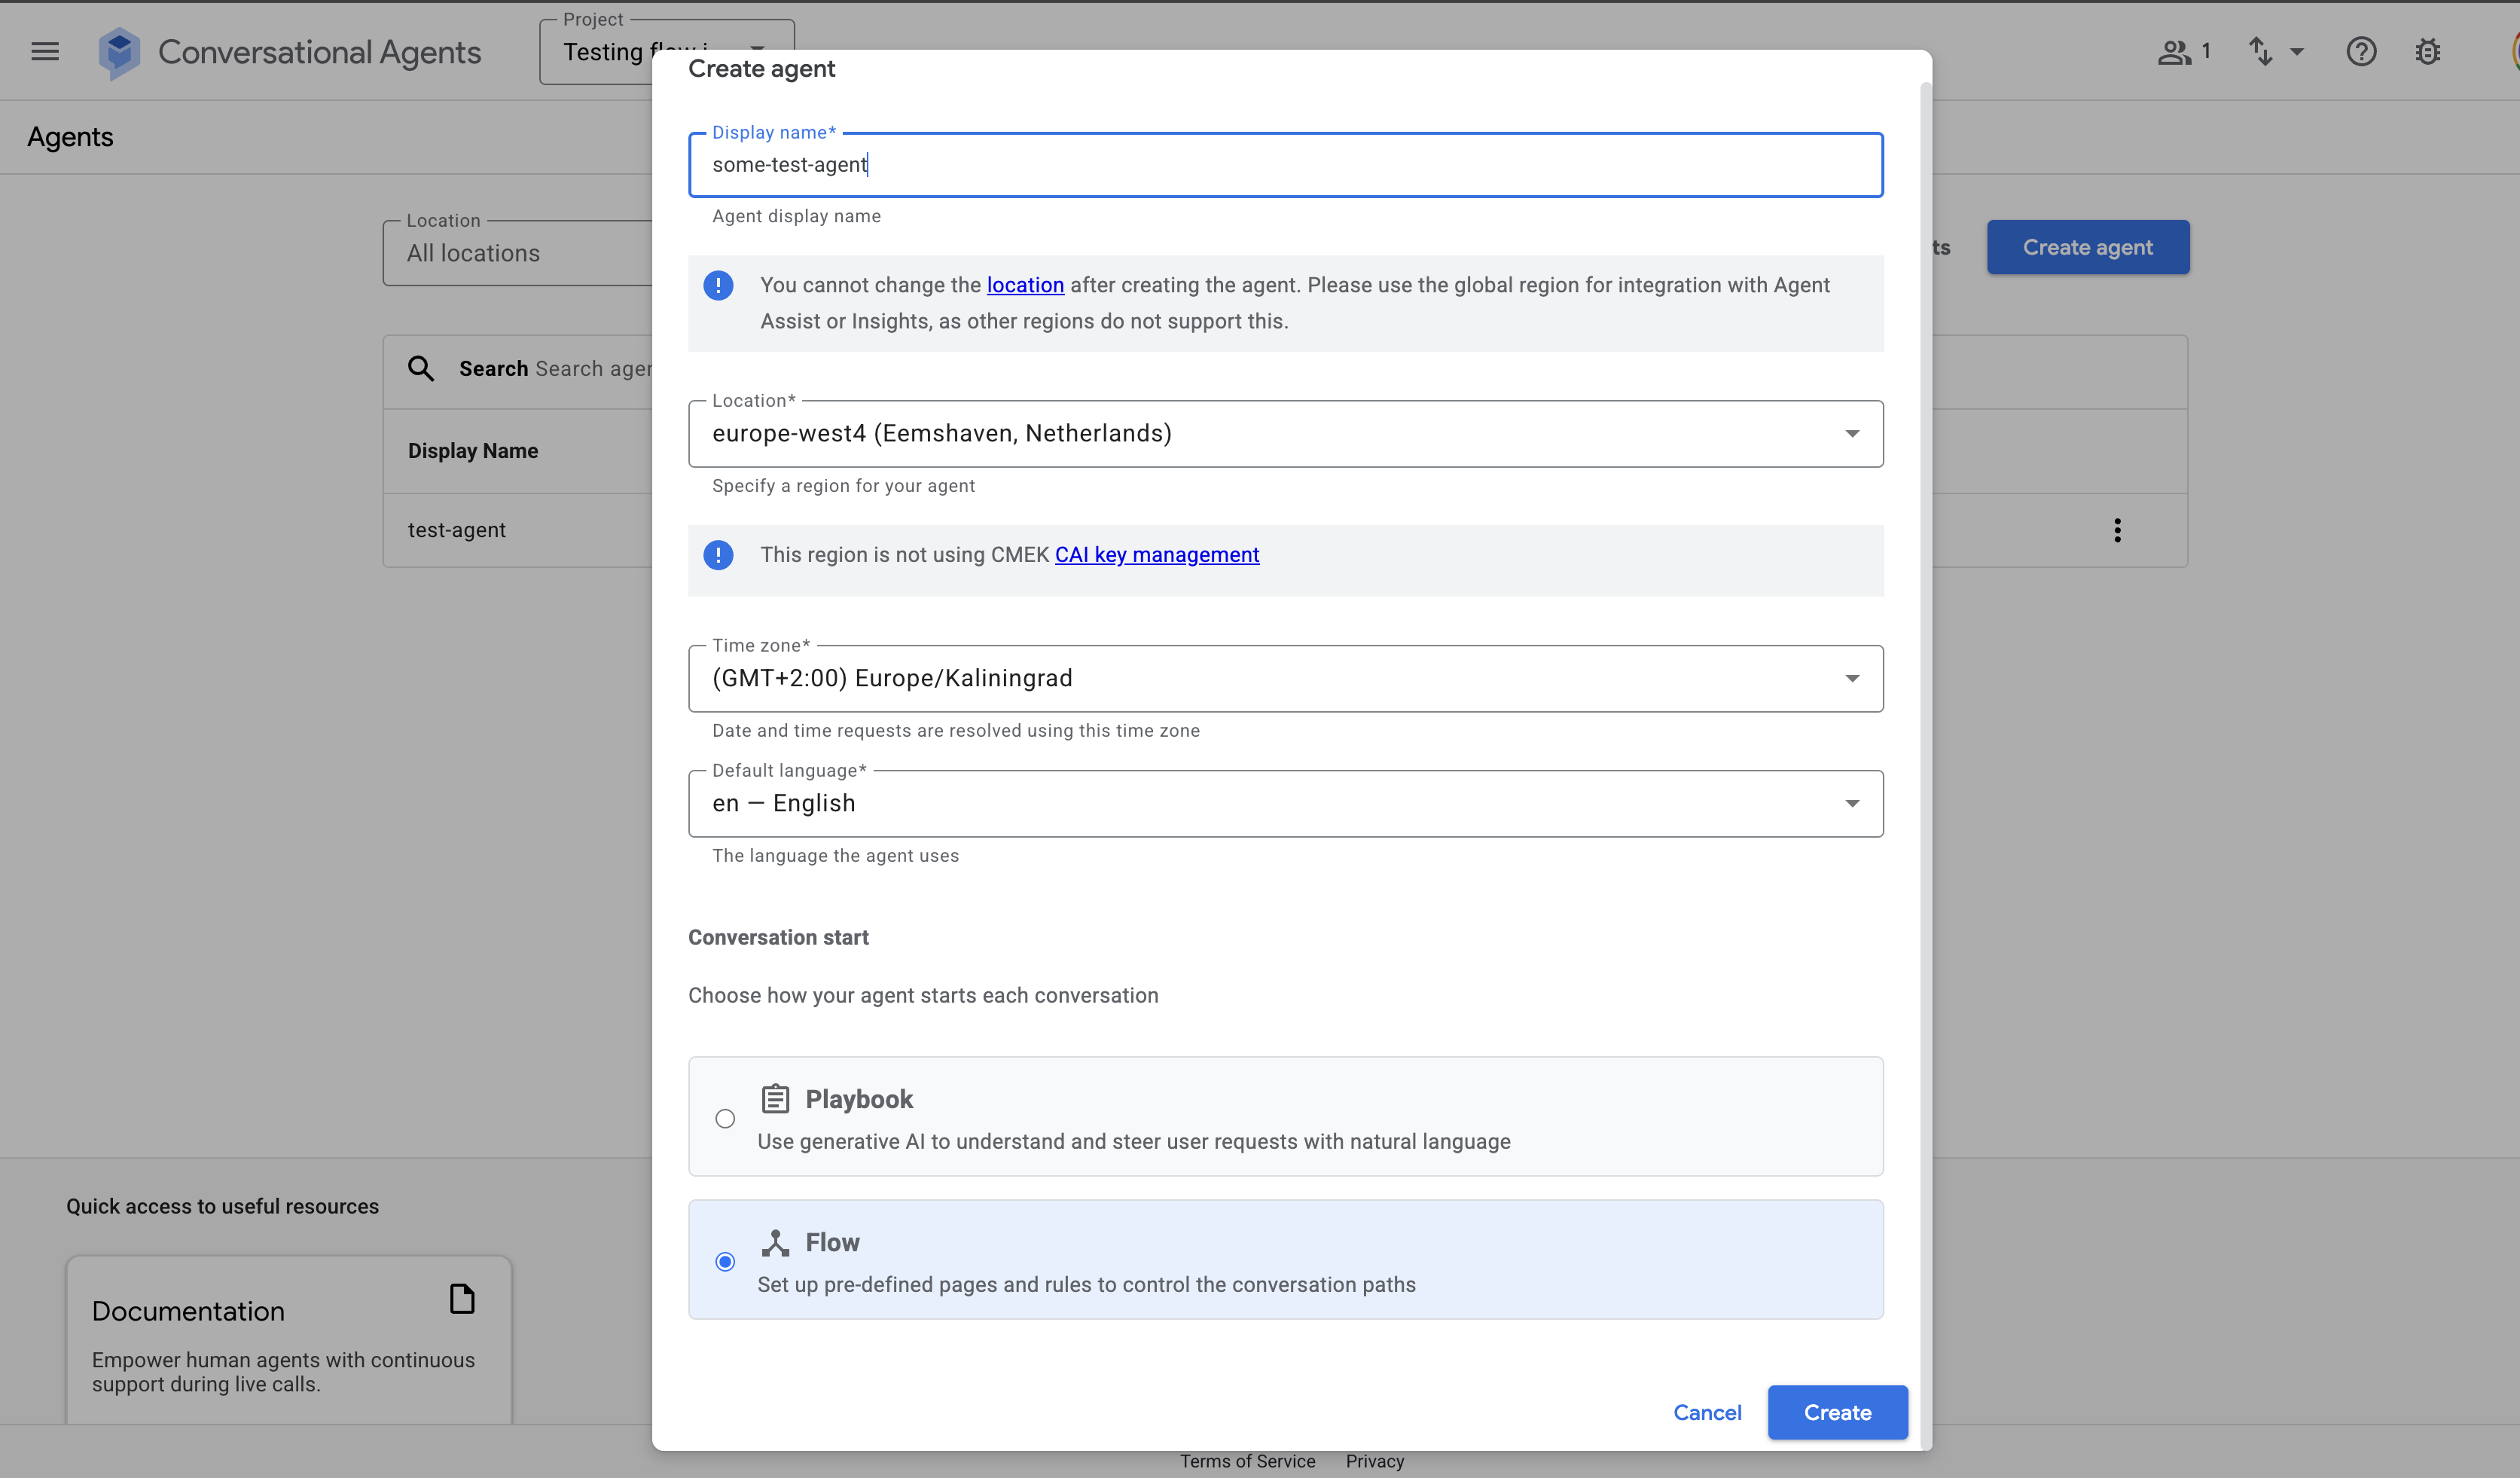 Conversational Agents
Project
Testing flow i
1
Agents
Location
All locations
ts
Create agent
Search Search agen
Display Name
test-agent
Create agent
Display name*
some-test-agent
Agent display name
You cannot change the location after creating the agent. Please use the global region for integration with Agent
Assist or Insights, as other regions do not support this.
Location*
europe-west4 (Eemshaven, Netherlands)
Specify a region for your agent
This region is not using CMEK CAI key management
Time zone*
(GMT+2:00) Europe/Kaliningrad
Date and time requests are resolved using this time zone
Default language*
en — English
The language the agent uses
Conversation start
Choose how your agent starts each conversation
Playbook
Use generative AI to understand and steer user requests with natural language
Flow
Set up pre-defined pages and rules to control the conversation paths
Cancel
Create
Quick access to useful resources
Documentation
Empower human agents with continuous
support during live calls.
Terms of Service
Privacy